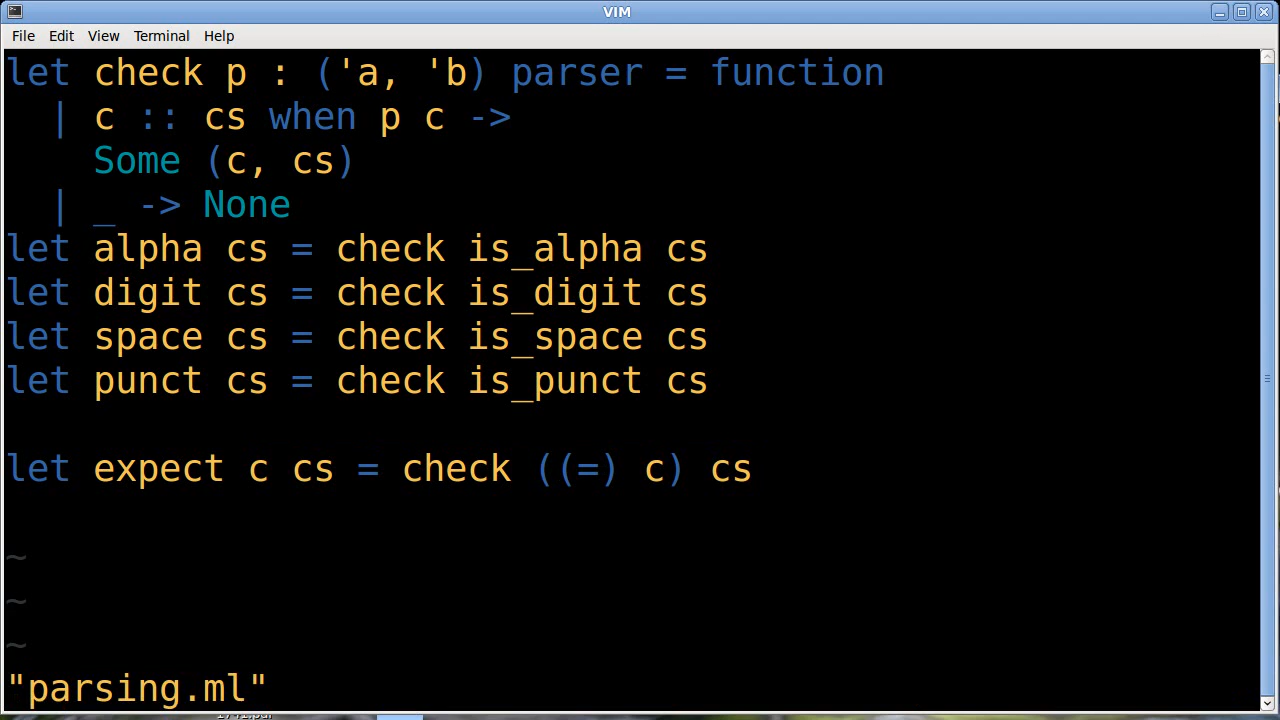 VIM
File Edit View Terminal Help
let check p : ('a, 'b) parser = function
  | c :: cs when p c ->
    Some (c, cs)
  | _ -> None
let alpha cs = check is_alpha cs
let digit cs = check is_digit cs
let space cs = check is_space cs
let punct cs = check is_punct cs
let expect c cs = check ((=) c) cs
~
~
~
"parsing.ml"